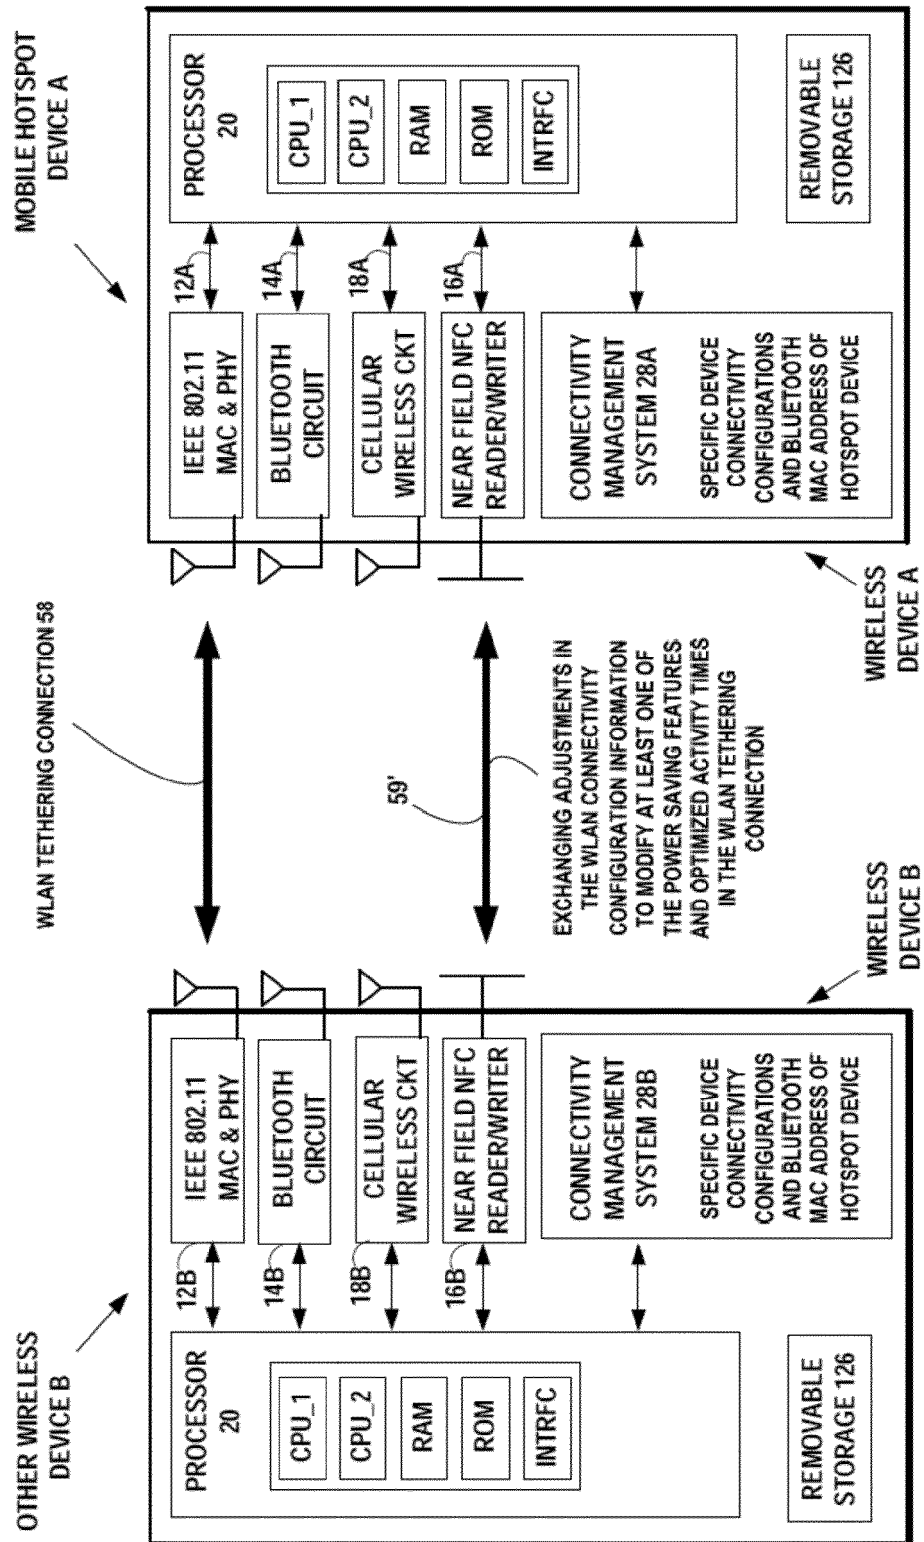 OTHER WIRELESS
DEVICE B
PROCESSOR
20
CPU_1
CPU_2
RAM
ROM
INTRFC
REMOVABLE
STORAGE 126
12B
14B
18B
16B
IEEE 802.11
MAC & PHY
BLUETOOTH
CIRCUIT
CELLULAR
WIRELESS CKT
NEAR FIELD NFC
READER/WRITER
CONNECTIVITY
MANAGEMENT
SYSTEM 28B
SPECIFIC DEVICE
CONNECTIVITY
CONFIGURATIONS
AND BLUETOOTH
MAC ADDRESS OF
HOTSPOT DEVICE
WIRELESS
DEVICE B
WLAN TETHERING CONNECTION 58
59'
EXCHANGING ADJUSTMENTS IN
THE WLAN CONNECTIVITY
CONFIGURATION INFORMATION
TO MODIFY AT LEAST ONE OF
THE POWER SAVING FEATURES
AND OPTIMIZED ACTIVITY TIMES
IN THE WLAN TETHERING
CONNECTION
MOBILE HOTSPOT
DEVICE A
IEEE 802.11
MAC & PHY
BLUETOOTH
CIRCUIT
CELLULAR
WIRELESS CKT
NEAR FIELD NFC
READER/WRITER
CONNECTIVITY
MANAGEMENT
SYSTEM 28A
SPECIFIC DEVICE
CONNECTIVITY
CONFIGURATIONS
AND BLUETOOTH
MAC ADDRESS OF
HOTSPOT DEVICE
12A
14A
18A
16A
PROCESSOR
20
CPU_1
CPU_2
RAM
ROM
INTRFC
REMOVABLE
STORAGE 126
WIRELESS
DEVICE A